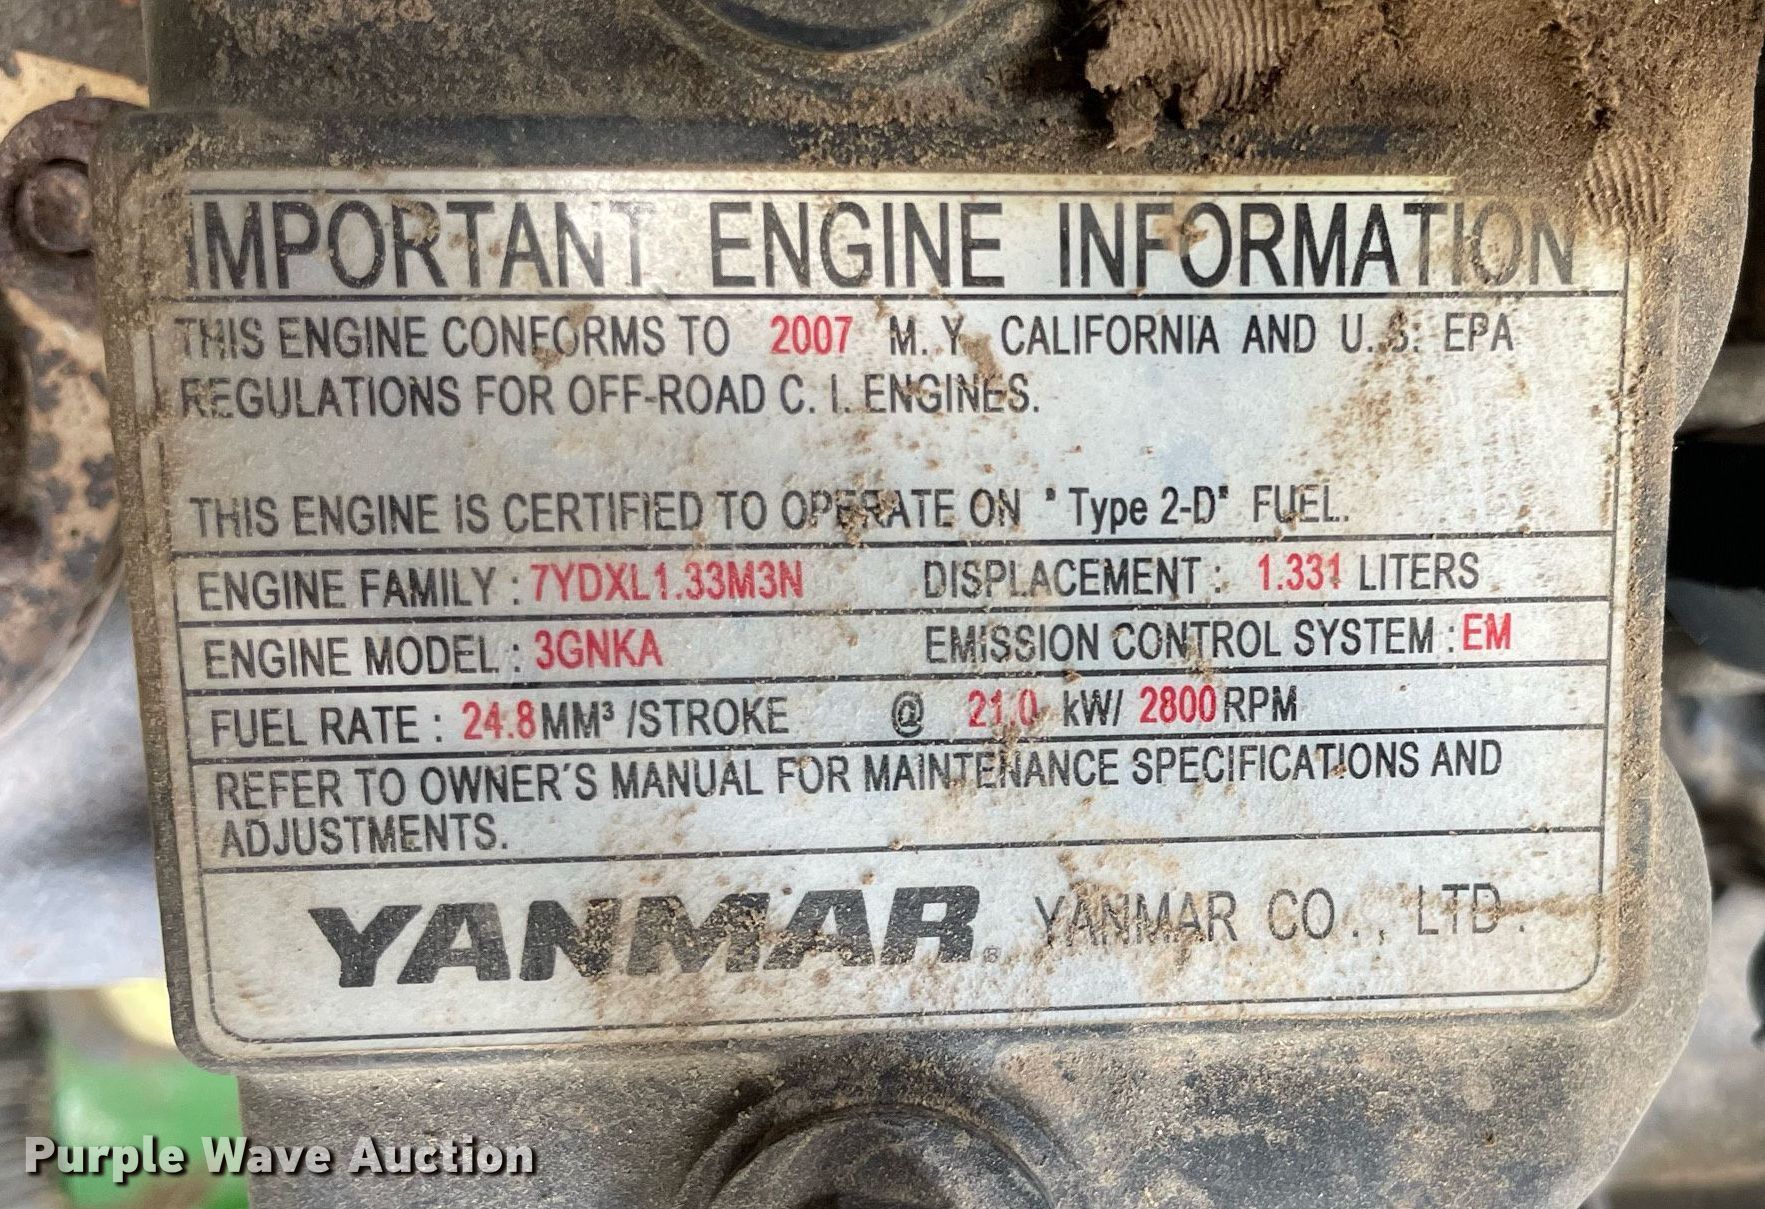 IMPORTANT ENGINE INFORMATION
THIS ENGINE CONFORMS TO 2007 M. Y. CALIFORNIA AND U. S. EPA
REGULATIONS FOR OFF-ROAD C. I. ENGINES.
THIS ENGINE IS CERTIFIED TO OPERATE ON "Type 2-D" FUEL.
ENGINE FAMILY : 7YDXL1.33M3N DISPLACEMENT : 1.331 LITERS
ENGINE MODEL : 3GNKA EMISSION CONTROL SYSTEM : EM
FUEL RATE : 24.8 MM³ /STROKE @ 21.0 kW/ 2800 RPM
REFER TO OWNER'S MANUAL FOR MAINTENANCE SPECIFICATIONS AND
ADJUSTMENTS.
YANMAR® YANMAR CO., LTD.
Purple Wave Auction